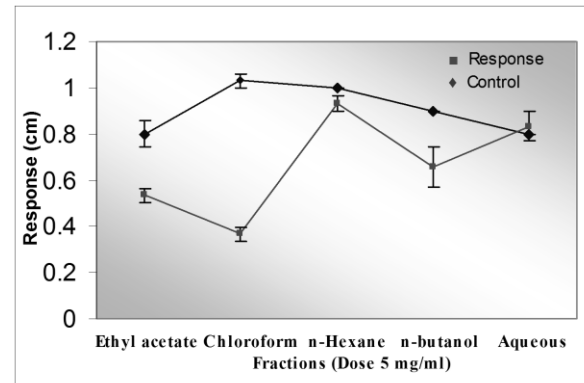 1.2
1
0.8
0.6
0.4
0.2
0
Response (cm)
Response
Control
Ethyl acetate Chloroform n-Hexane n-butanol Aqueous
Fractions (Dose 5 mg/ml)